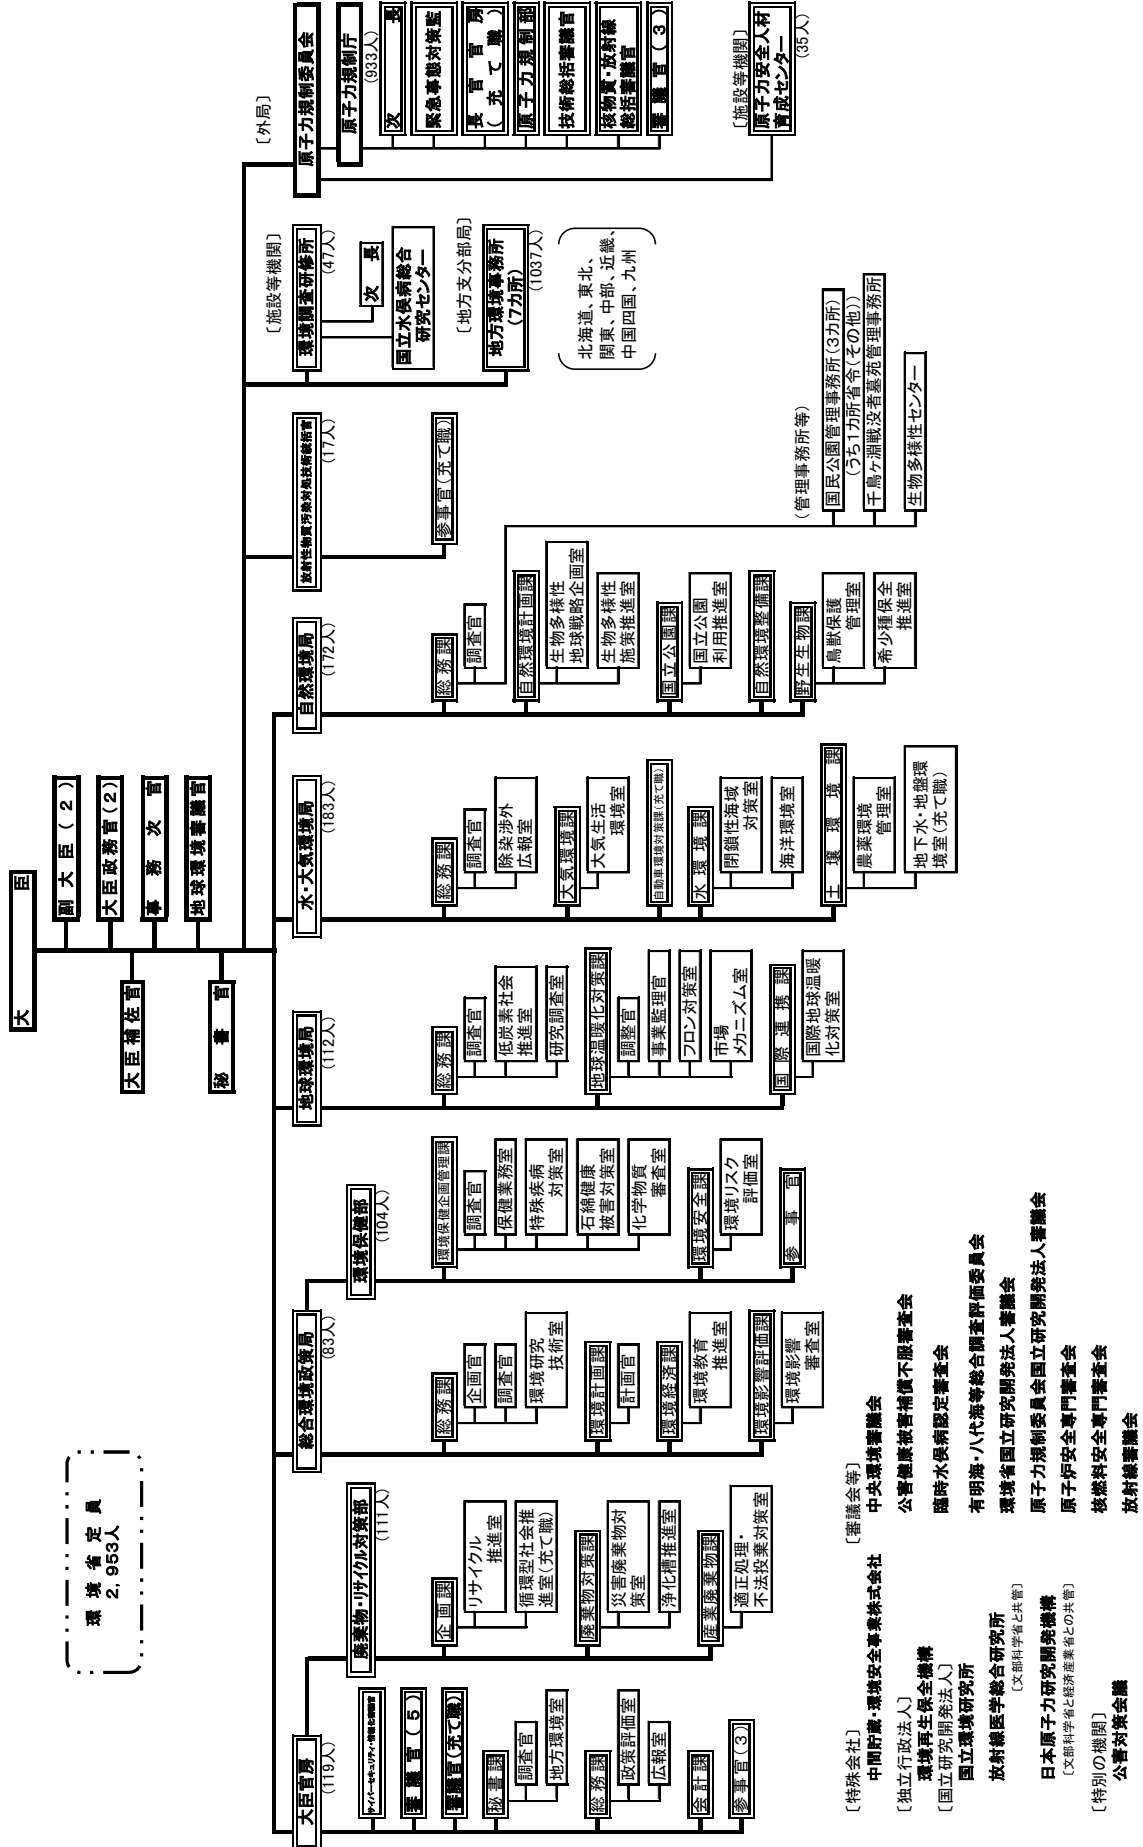 環境省定員
2,953人
大臣
副大臣(2)
大臣政務官(2)
事務次官
地球環境審議官
大臣補佐官
秘書官
大臣官房
(119人)
サイバーセキュリティ・情報化審議官
審議官(5)
審議官(充て職)
秘書課
調査官
地方環境室
総務課
政策評価室
広報室
会計課
参事官(3)
廃棄物・リサイクル対策部
(111人)
企画課
リサイクル
推進室
循環型社会推
進室(充て職)
廃棄物対策課
災害廃棄物対
策室
浄化槽推進室
産業廃棄物課
適正処理・
不法投棄対策室
総合環境政策局
(83人)
総務課
企画官
調査官
環境研究
技術室
環境計画課
計画官
環境経済課
環境教育
推進室
環境影響評価課
環境影響
審査室
環境保健部
(104人)
環境保健企画管理課
調査官
保健業務室
特殊疾病
対策室
石綿健康
被害対策室
化学物質
審査室
環境安全課
環境リスク
評価室
参事官
地球環境局
(112人)
総務課
調査官
低炭素社会
推進室
研究調査室
地球温暖化対策課
調整官
事業監理官
フロン対策室
市場
メカニズム室
国際連携課
国際地球温暖
化対策室
水・大気環境局
(183人)
総務課
調査官
除染渉外
広報室
大気環境課
大気生活
環境室
自動車環境対策課(充て職)
水環境課
閉鎖性海域
対策室
海洋環境室
土壌環境課
農薬環境
管理室
地下水・地盤環
境室(充て職)
自然環境局
(172人)
総務課
調査官
自然環境計画課
生物多様性
地球戦略企画室
生物多様性
施策推進室
国立公園課
国立公園
利用推進室
自然環境整備課
野生生物課
鳥獣保護
管理室
希少種保全
推進室
(管理事務所等)
国民公園管理事務所(3カ所)
(うち1カ所省令(その他))
千鳥ヶ淵戦没者墓苑管理事務所
生物多様性センター
放射性物質汚染対処技術統括官
(17人)
参事官(充て職)
[施設等機関]
環境調査研修所
(47人)
次長
国立水俣病総合
研究センター
[地方支分部局]
地方環境事務所
(7カ所)
(1037人)
北海道、東北、
関東、中部、近畿、
中国四国、九州
[外局]
原子力規制委員会
原子力規制庁
(933人)
次長
緊急事態対策監
長官官房
(充て職)
原子力規制部
技術総括審議官
核物質・放射線
総括審議官
審議官(3)
[施設等機関]
原子力安全人材
育成センター
(35人)
[特殊会社]
中間貯蔵・環境安全事業株式会社
[独立行政法人]
環境再生保全機構
[国立研究開発法人]
国立環境研究所
放射線医学総合研究所
[文部科学省と共管]
日本原子力研究開発機構
[文部科学省と経済産業省との共管]
[特別の機関]
公害対策会議
[審議会等]
中央環境審議会
公害健康被害補償不服審査会
臨時水俣病認定審査会
有明海・八代海等総合調査評価委員会
環境省国立研究開発法人審議会
原子力規制委員会国立研究開発法人審議会
原子炉安全専門審査会
核燃料安全専門審査会
放射線審議会